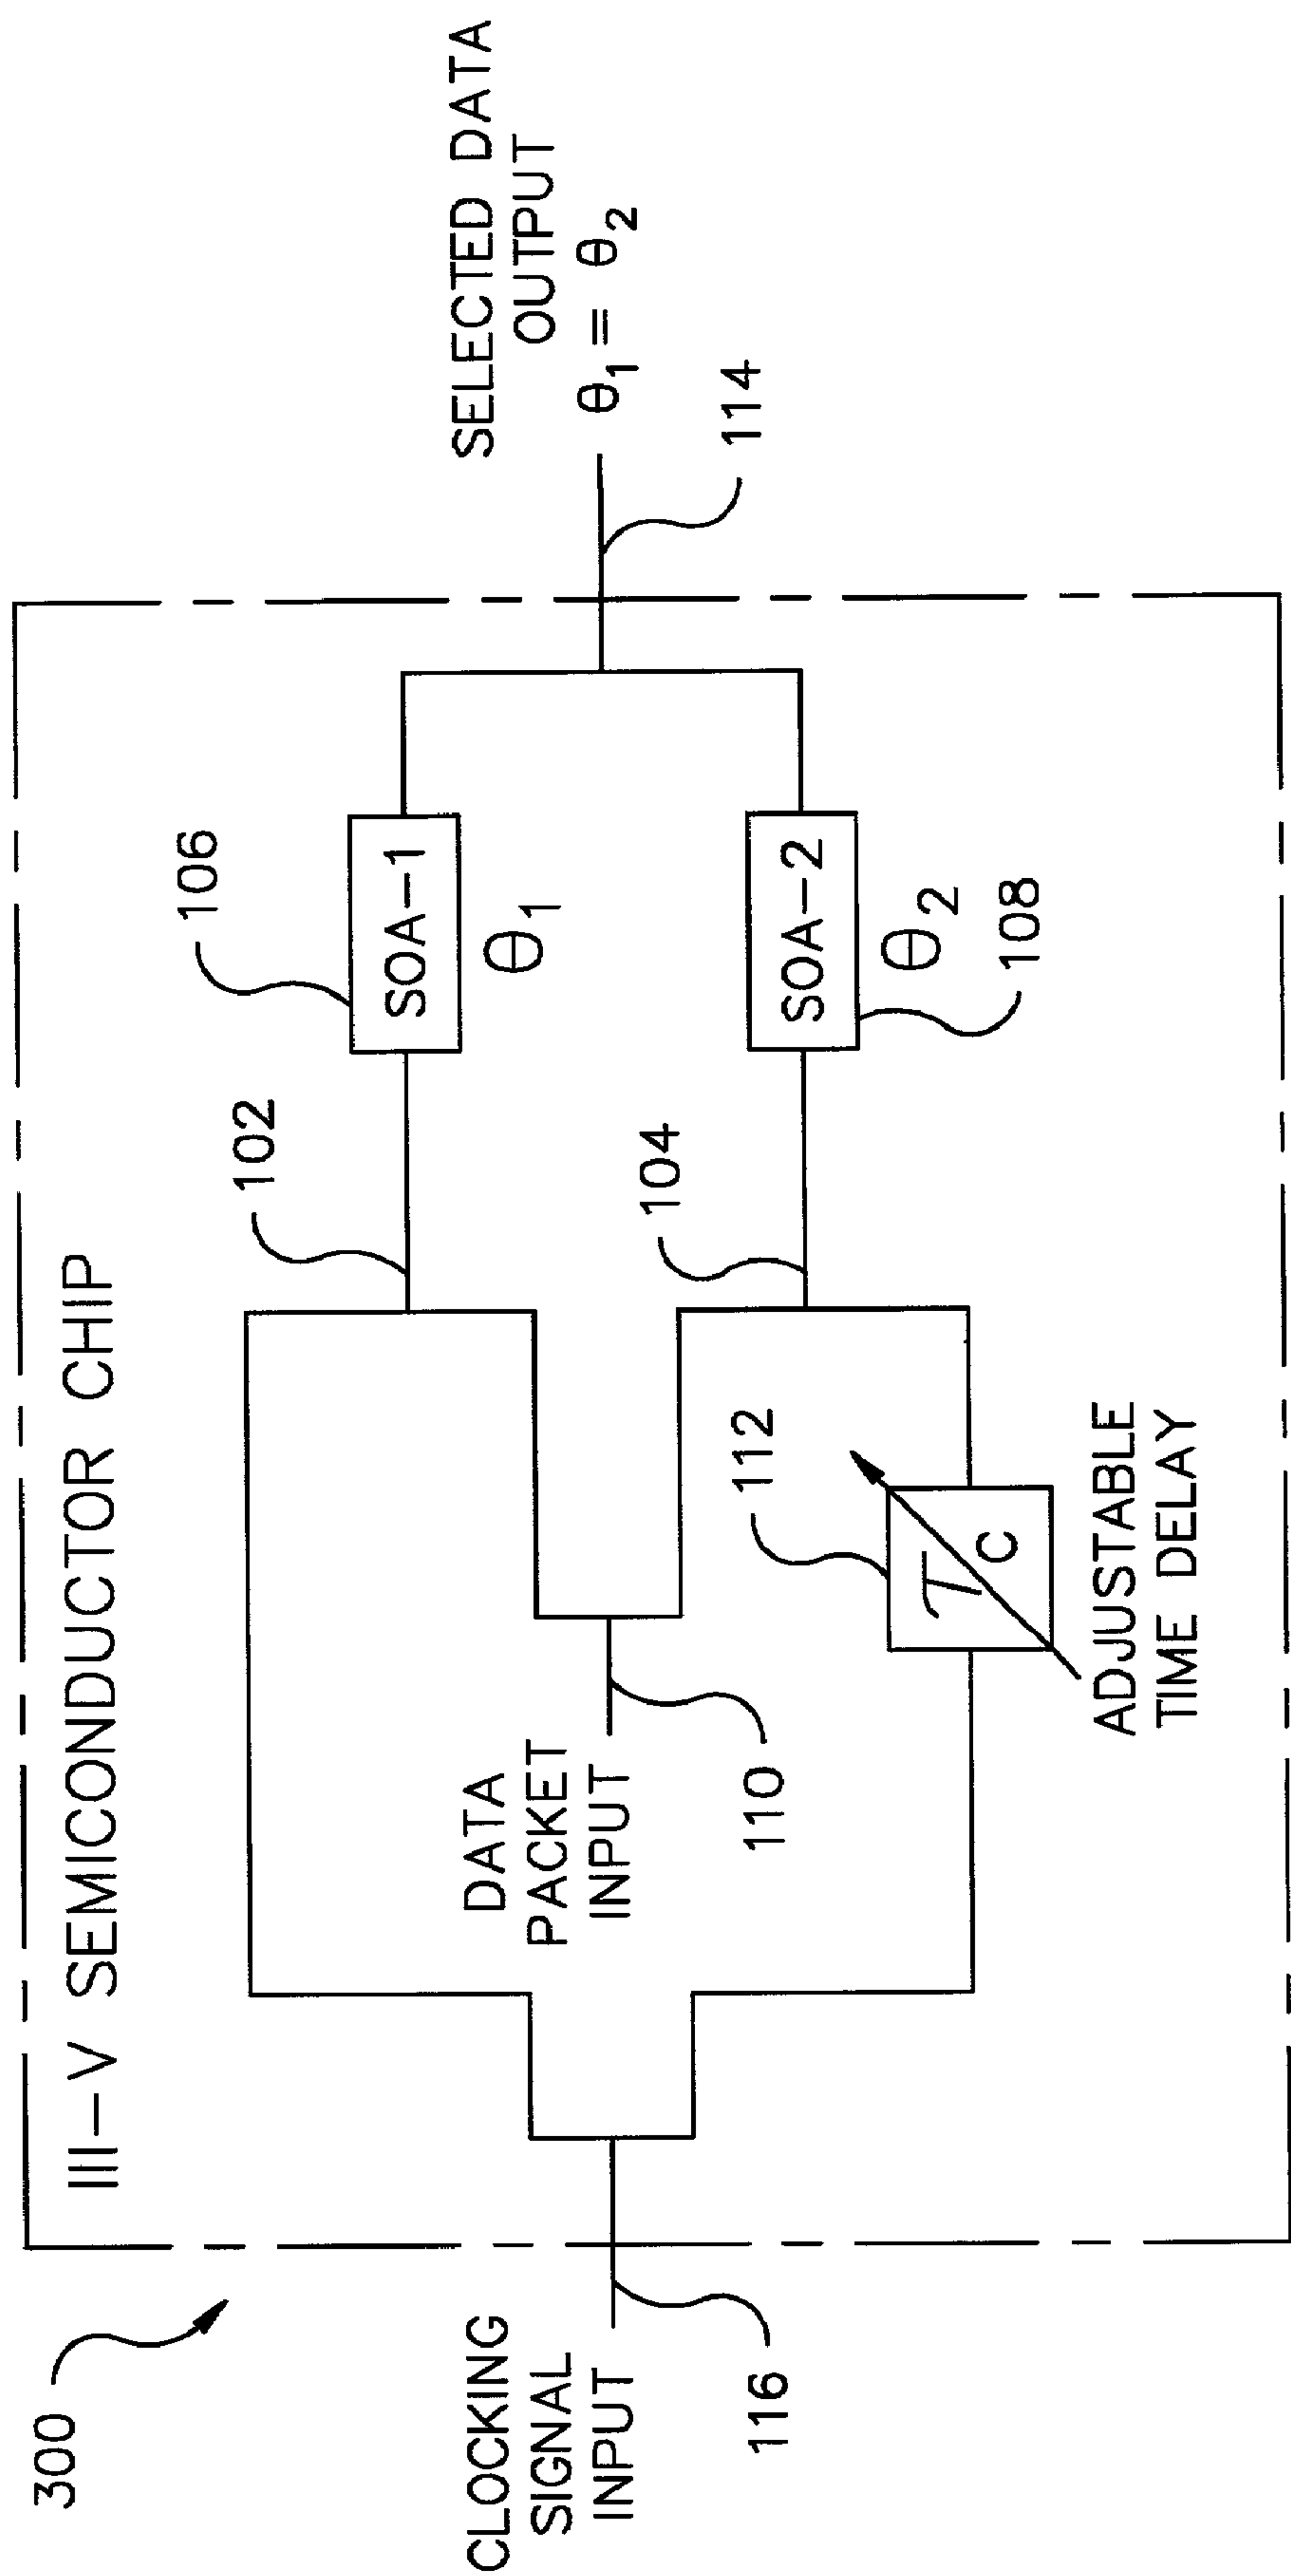 300
III-V SEMICONDUCTOR CHIP
CLOCKING
SIGNAL
INPUT
116
DATA
PACKET
INPUT
110
102
104
106
SOA-1
θ1
SOA-2
θ2
108
112
T C
ADJUSTABLE
TIME DELAY
SELECTED DATA
OUTPUT
θ1 = θ2
114